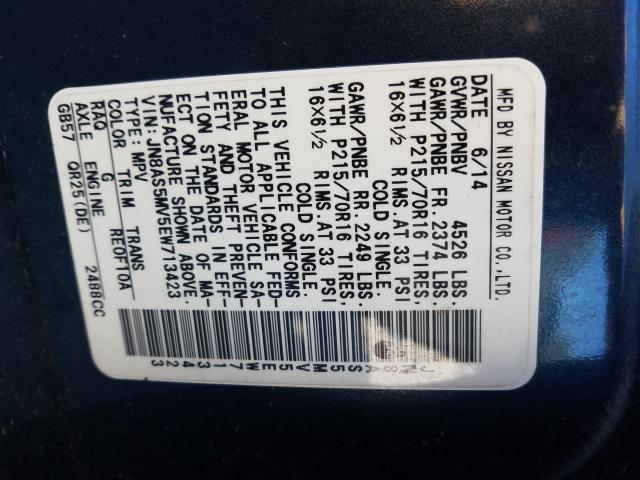 MFD BY NISSAN MOTOR CO.,LTD.
DATE 6/14
GVWR/PNBV 4526 LBS.
GAWR/PNBE FR. 2374 LBS.
WITH P215/70R16 TIRES,
16X6½ RIMS.AT 33 PSI
COLD SINGLE.
GAWR/PNBE RR. 2249 LBS.
WITH P215/70R16 TIRES,
16X6½ RIMS.AT 33 PSI
COLD SINGLE.
THIS VEHICLE CONFORMS
TO ALL APPLICABLE FED-
ERAL MOTOR VEHICLE SA-
FETY AND THEFT PREVEN-
TION STANDARDS IN EFF-
ECT ON THE DATE OF MA-
NUFACTURE SHOWN ABOVE.
VIN: JN8AS5MV5EW713423
TYPE: MPV
COLOR TRIM TRANS
RAQ G RE0F10A
AXLE ENGINE
GB57 QR25(DE) 2488CC
JN8AS5MV5EW713423